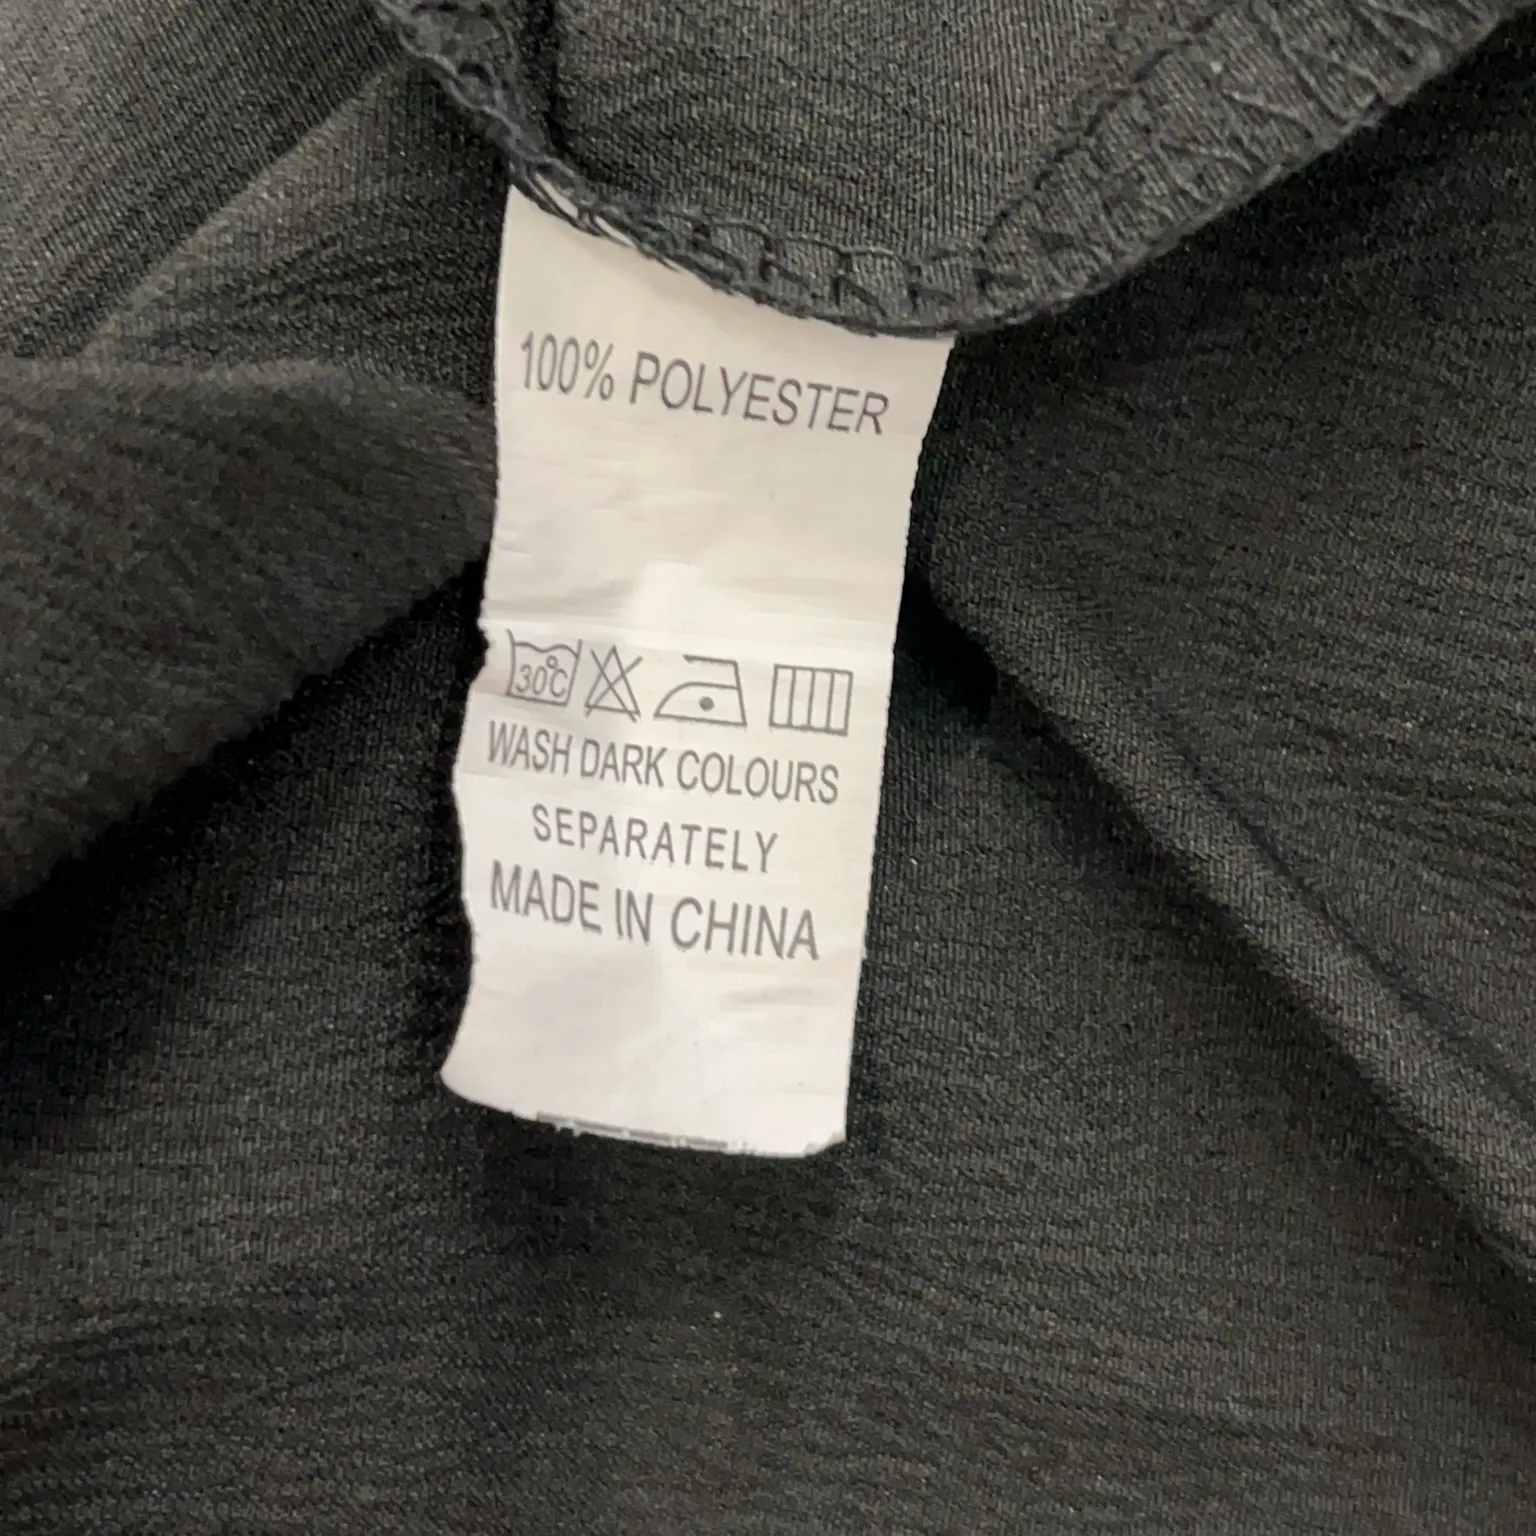 100% POLYESTER
30°C
WASH DARK COLOURS
SEPARATELY
MADE IN CHINA